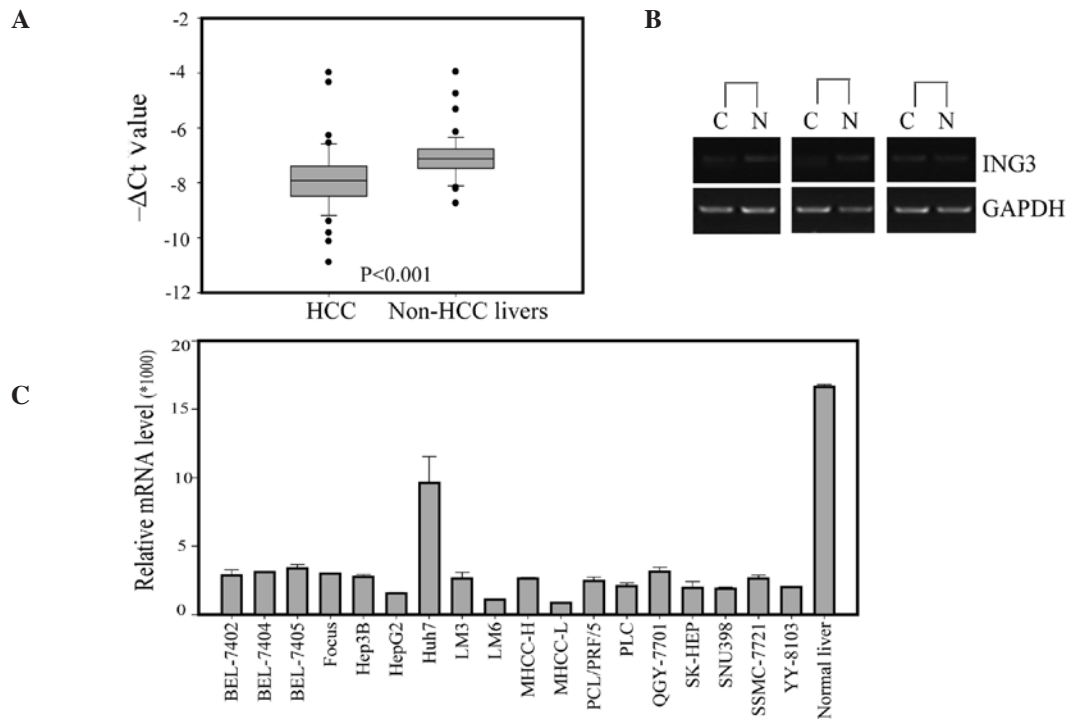 A
B
-2
-4
-6
-8
-10
-12
−ΔCt Value
P<0.001
HCC
Non-HCC livers
C N
C N
C N
ING3
GAPDH
C
Relative mRNA level (*1000)
20
15
10
5
0
BEL-7402
BEL-7404
BEL-7405
Focus
Hep3B
HepG2
Huh7
LM3
LM6
MHCC-H
MHCC-L
PCL/PRF/5
PLC
QGY-7701
SK-HEP
SNU398
SSMC-7721
YY-8103
Normal liver